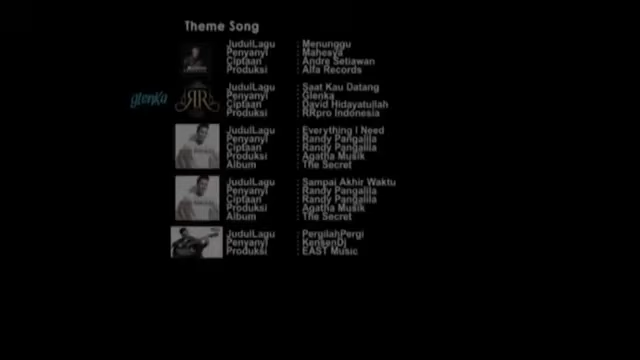 Theme Song
JudulLagu : Menunggu
Penyanyi : Mahesya
Ciptaan : Andre Setiawan
Produksi : Alfa Records
glenka
RR
JudulLagu : Saat Kau Datang
Penyanyi : Glenka
Ciptaan : David Hidayatullah
Produksi : RRpro Indonesia
JudulLagu : Everything I Need
Penyanyi : Randy Pangalila
Ciptaan : Randy Pangalila
Produksi : Agatha Musik
Album : The Secret
JudulLagu : Sampai Akhir Waktu
Penyanyi : Randy Pangalila
Ciptaan : Randy Pangalila
Produksi : Agatha Musik
Album : The Secret
JudulLagu : PergilahPergi
Penyanyi : KensenDj
Produksi : EAST Music